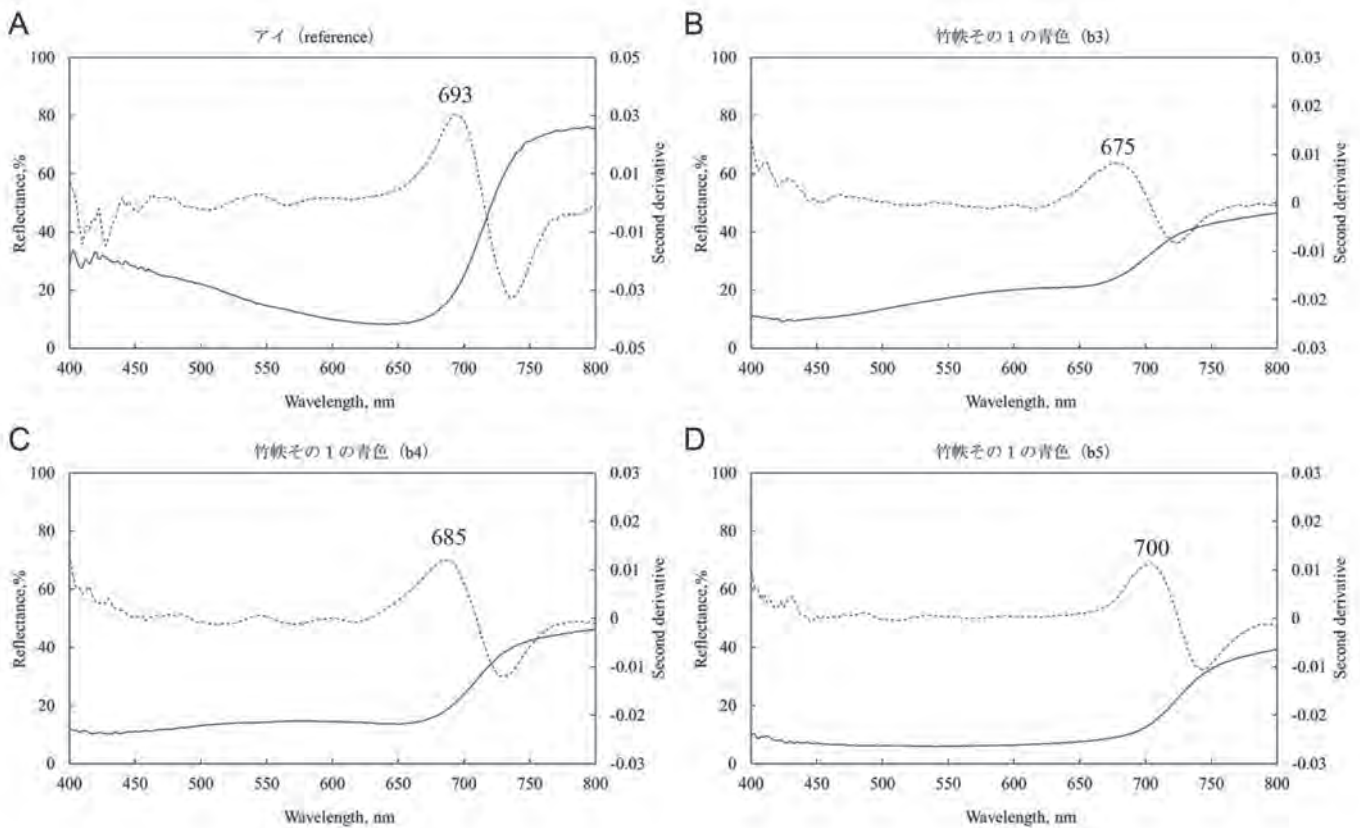 A
アイ（reference）
693
Reflectance,%
100
80
60
40
20
0
0.05
0.03
0.01
-0.01
-0.03
-0.05
Second derivative
400 450 500 550 600 650 700 750 800
Wavelength, nm
B
竹帙その１の青色（b3）
675
Reflectance,%
100
80
60
40
20
0
0.03
0.02
0.01
0
-0.01
-0.02
-0.03
Second derivative
400 450 500 550 600 650 700 750 800
Wavelength, nm
C
竹帙その１の青色（b4）
685
Reflectance,%
100
80
60
40
20
0
0.03
0.02
0.01
0
-0.01
-0.02
-0.03
Second derivative
400 450 500 550 600 650 700 750 800
Wavelength, nm
D
竹帙その１の青色（b5）
700
Reflectance,%
100
80
60
40
20
0
0.03
0.02
0.01
0
-0.01
-0.02
-0.03
Second derivative
400 450 500 550 600 650 700 750 800
Wavelength, nm